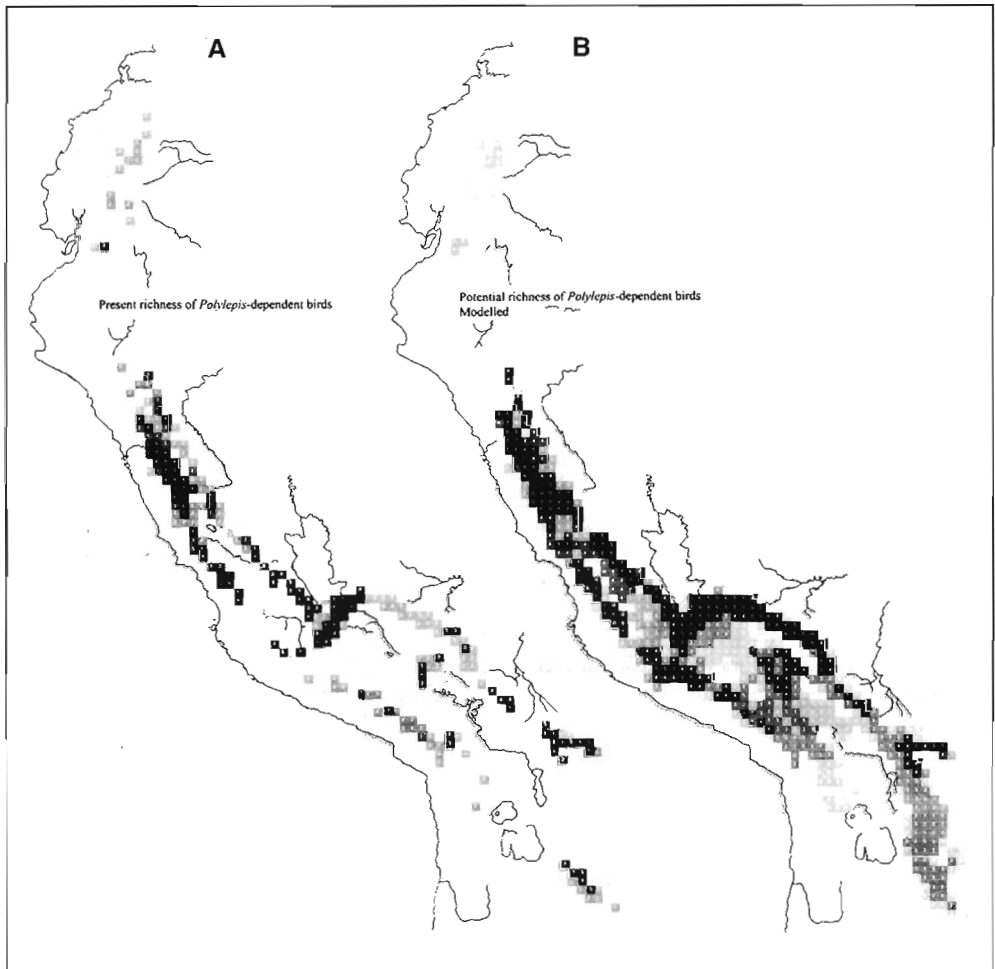 A
B
Present richness of Polylepis-dependent birds
Potential richness of Polylepis-dependent birds
Modelled